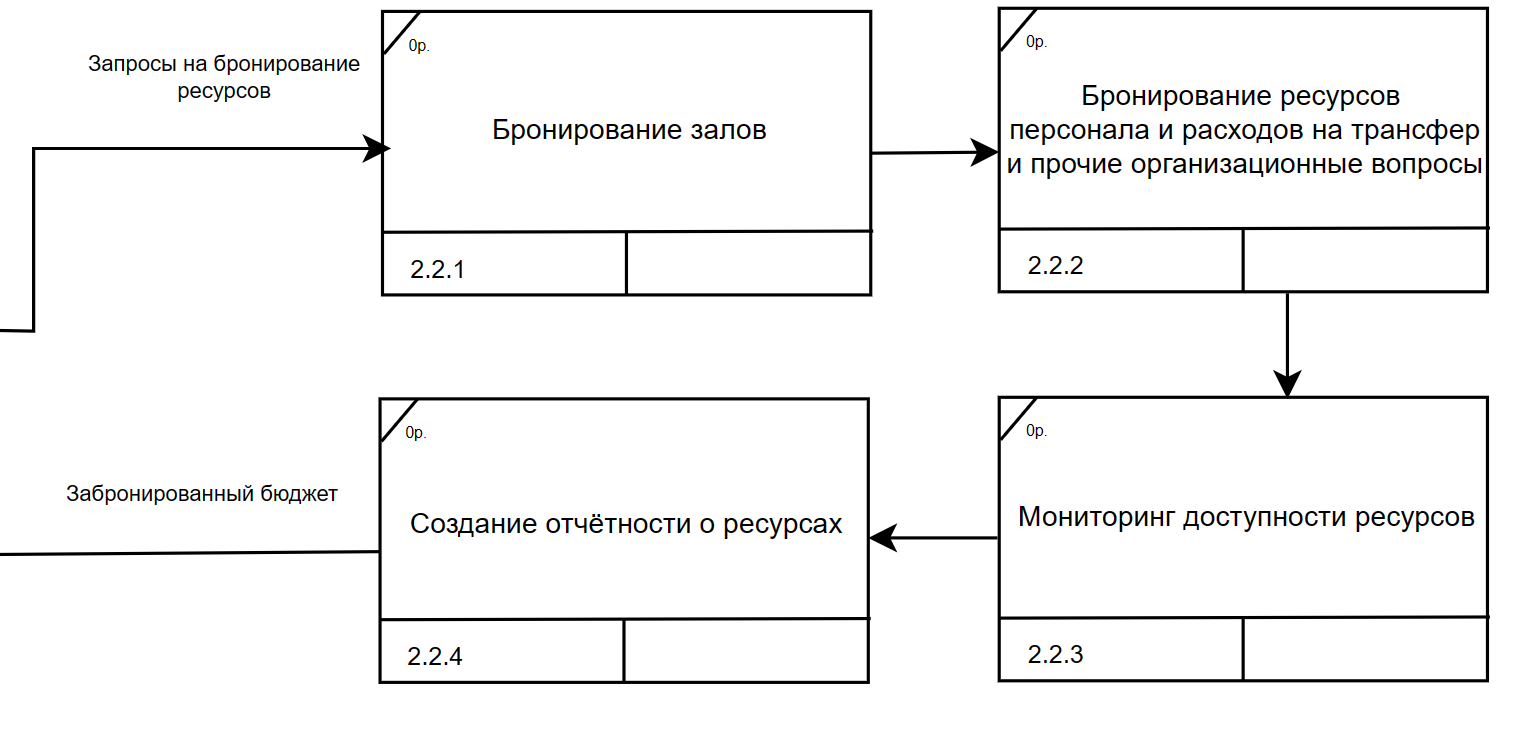 Запросы на бронирование
ресурсов
0р.
Бронирование залов
2.2.1
0р.
Бронирование ресурсов
персонала и расходов на трансфер
и прочие организационные вопросы
2.2.2
0р.
Мониторинг доступности ресурсов
2.2.3
0р.
Создание отчётности о ресурсах
2.2.4
Забронированный бюджет